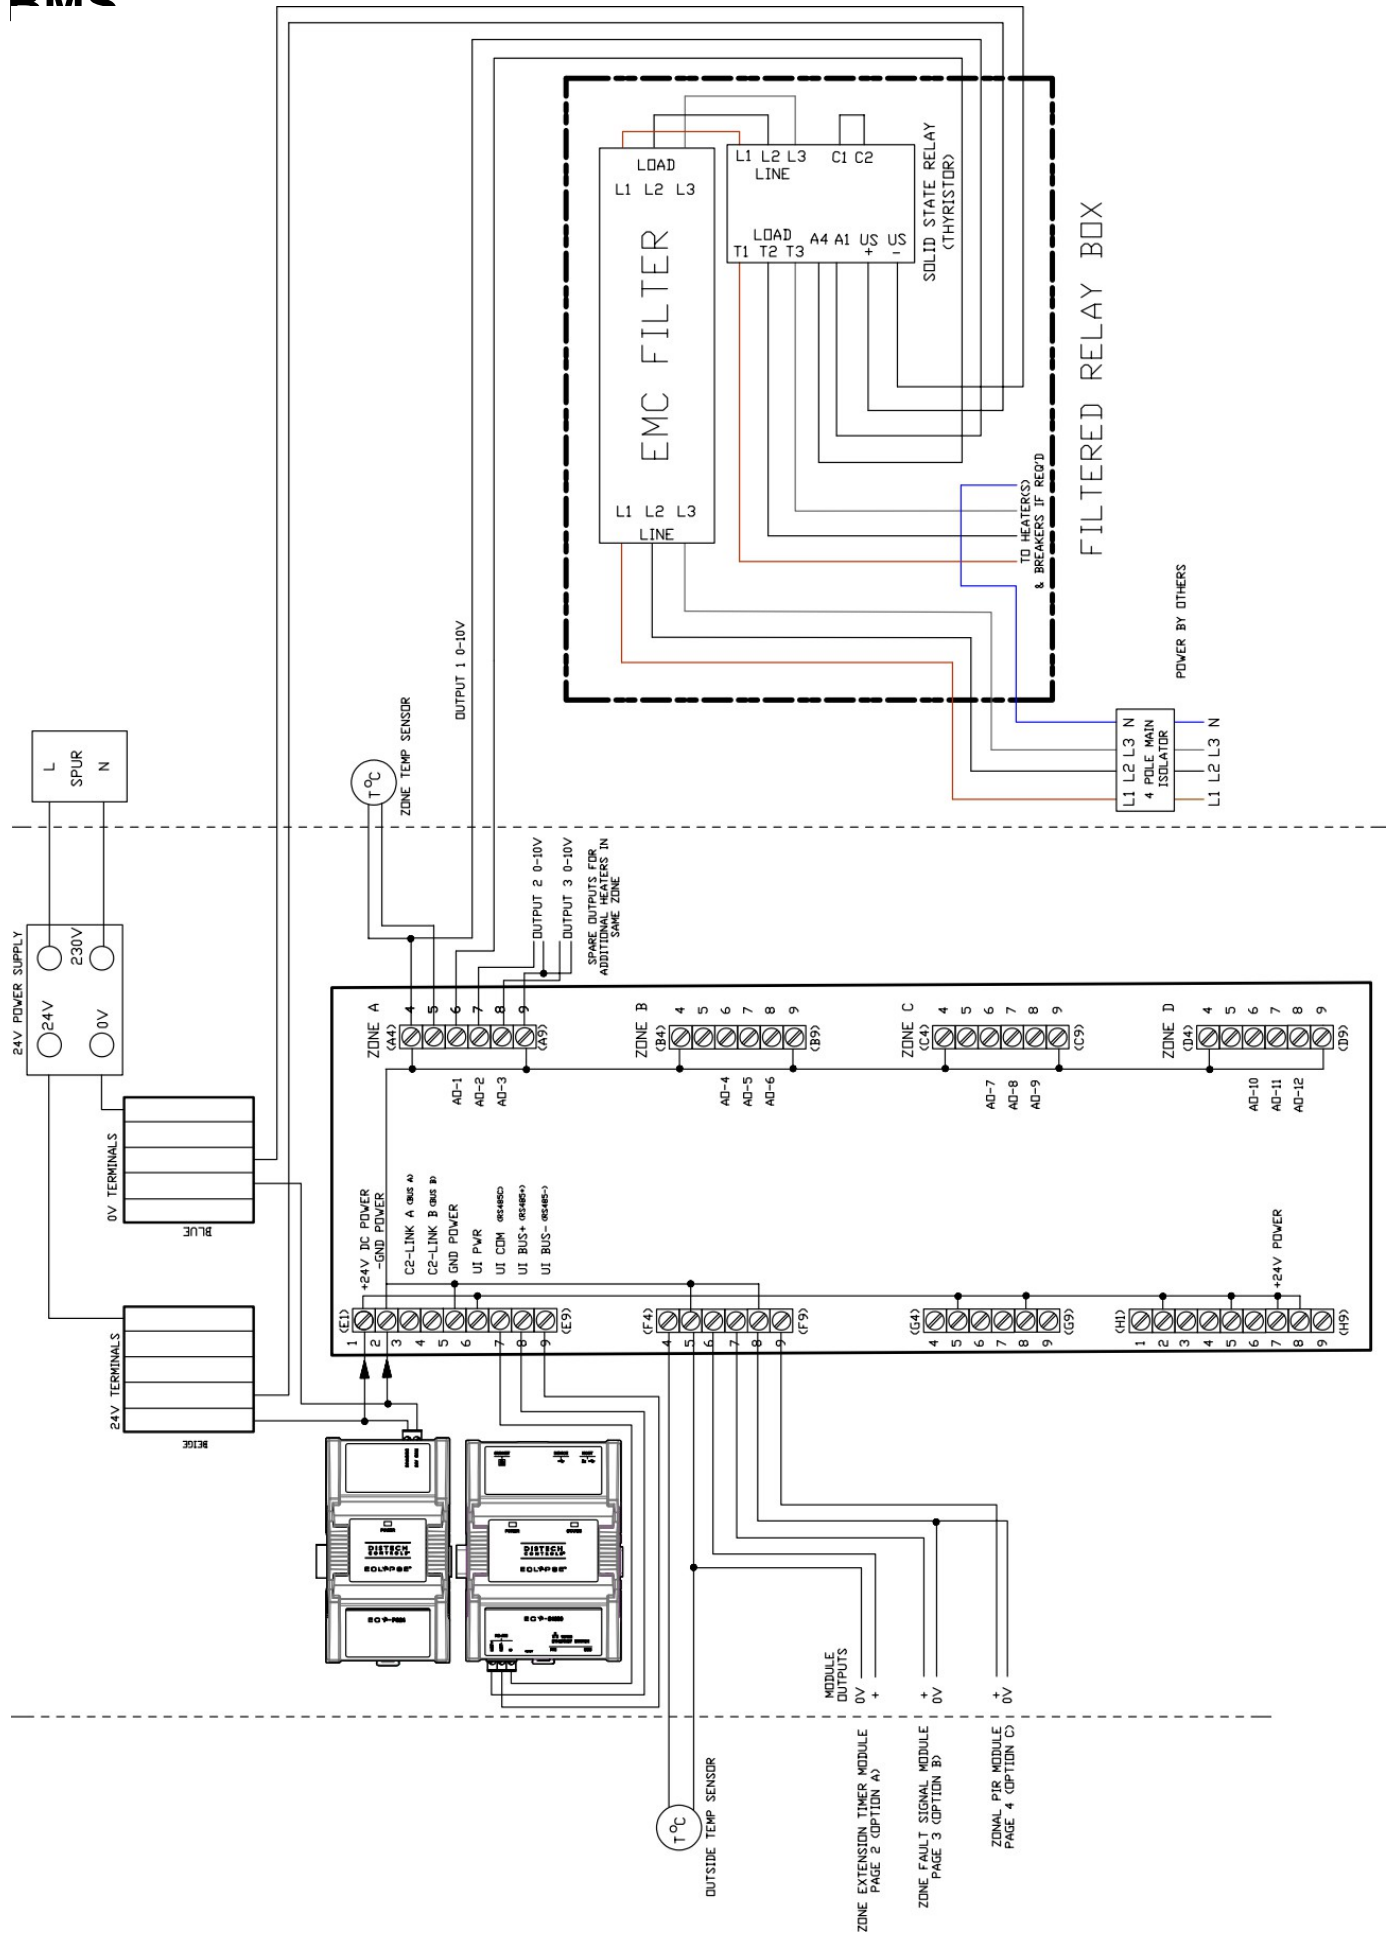 BMS
L
SPUR
N
24V POWER SUPPLY
24V
230V
0V
0V TERMINALS
BLUE
24V TERMINALS
BEIGE
T°C
ZONE TEMP SENSOR
OUTPUT 1 0-10V
OUTPUT 2 0-10V
OUTPUT 3 0-10V
SPARE OUTPUTS FOR
ADDITIONAL HEATERS IN
SAME ZONE
LOAD
L1 L2 L3
EMC FILTER
L1 L2 L3
LINE
L1 L2 L3
LINE
C1 C2
LOAD
T1 T2 T3
A4 A1 US US
+ -
SOLID STATE RELAY
(THYRISTOR)
TO HEATER(S)
& BREAKERS IF REQ'D
FILTERED RELAY BOX
POWER BY OTHERS
L1 L2 L3 N
4 POLE MAIN
ISOLATOR
L1 L2 L3 N
ZONE A
(A4)
4
5
6
7
8
9
(A9)
AO-1
AO-2
AO-3
ZONE B
(B4)
4
5
6
7
8
9
(B9)
AO-4
AO-5
AO-6
ZONE C
(C4)
4
5
6
7
8
9
(C9)
AO-7
AO-8
AO-9
ZONE D
(D4)
4
5
6
7
8
9
(D9)
AO-10
AO-11
AO-12
+24V DC POWER
-GND POWER
C2-LINK A (BUS A)
C2-LINK B (BUS B)
GND POWER
UI PWR
UI COM (RS485C)
UI BUS+ (RS485+)
UI BUS- (RS485-)
(E1)
1
2
3
4
5
6
7
8
9
(E9)
(F4)
4
5
6
7
8
9
(F9)
(G4)
4
5
6
7
8
9
(G9)
+24V POWER
(H1)
1
2
3
4
5
6
7
8
9
(H9)
POWER
DISTECH
CONTROLS
ECLYPSE
POWER
DISTECH
CONTROLS
ECLYPSE
MODULE
OUTPUTS
0V
+
+
0V
+
0V
T°C
OUTSIDE TEMP SENSOR
ZONE EXTENSION TIMER MODULE
PAGE 2 (OPTION A)
ZONE FAULT SIGNAL MODULE
PAGE 3 (OPTION B)
ZONAL PIR MODULE
PAGE 4 (OPTION C)